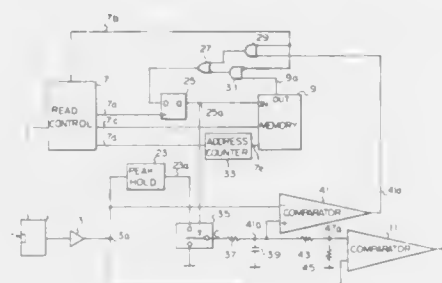 7b
29
27
31
7
25
9a
9
READ CONTROL
7a
7c
7d
D Q
25a
IN OUT
MEMORY
ADDRESS COUNTER
33
7e
23
PEAK HOLD
23a
41
COMPARATOR
41a
3
3a
35
37
39
43
45
11
COMPARATOR